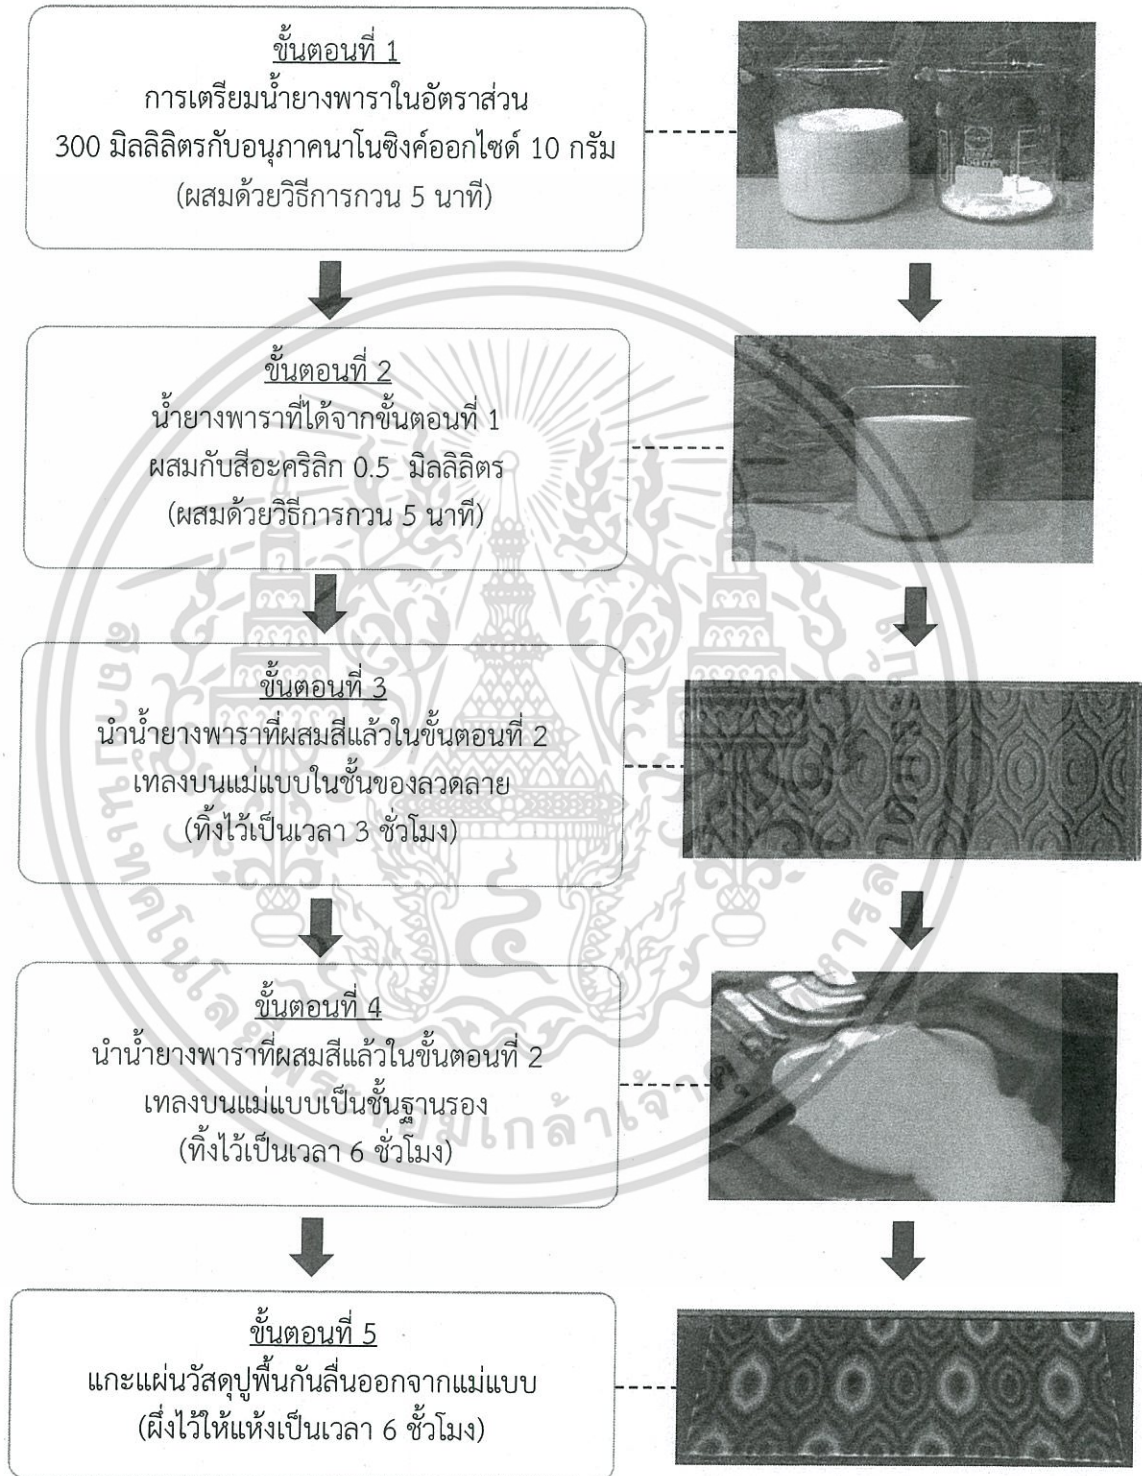 ขั้นตอนที่ 1
การเตรียมน้ำยางพาราในอัตราส่วน
300 มิลลิลิตรกับอนุภาคนาโนซิงค์ออกไซด์ 10 กรัม
(ผสมด้วยวิธีการกวน 5 นาที)
ขั้นตอนที่ 2
น้ำยางพาราที่ได้จากขั้นตอนที่ 1
ผสมกับสีอะคริลิก 0.5 มิลลิลิตร
(ผสมด้วยวิธีการกวน 5 นาที)
ขั้นตอนที่ 3
นำน้ำยางพาราที่ผสมสีแล้วในขั้นตอนที่ 2
เทลงบนแม่แบบในชั้นของลวดลาย
(ทิ้งไว้เป็นเวลา 3 ชั่วโมง)
ขั้นตอนที่ 4
นำน้ำยางพาราที่ผสมสีแล้วในขั้นตอนที่ 2
เทลงบนแม่แบบเป็นชั้นฐานรอง
(ทิ้งไว้เป็นเวลา 6 ชั่วโมง)
ขั้นตอนที่ 5
แกะแผ่นวัสดุปูพื้นกันลื่นออกจากแม่แบบ
(ผึ่งไว้ให้แห้งเป็นเวลา 6 ชั้วโมง)